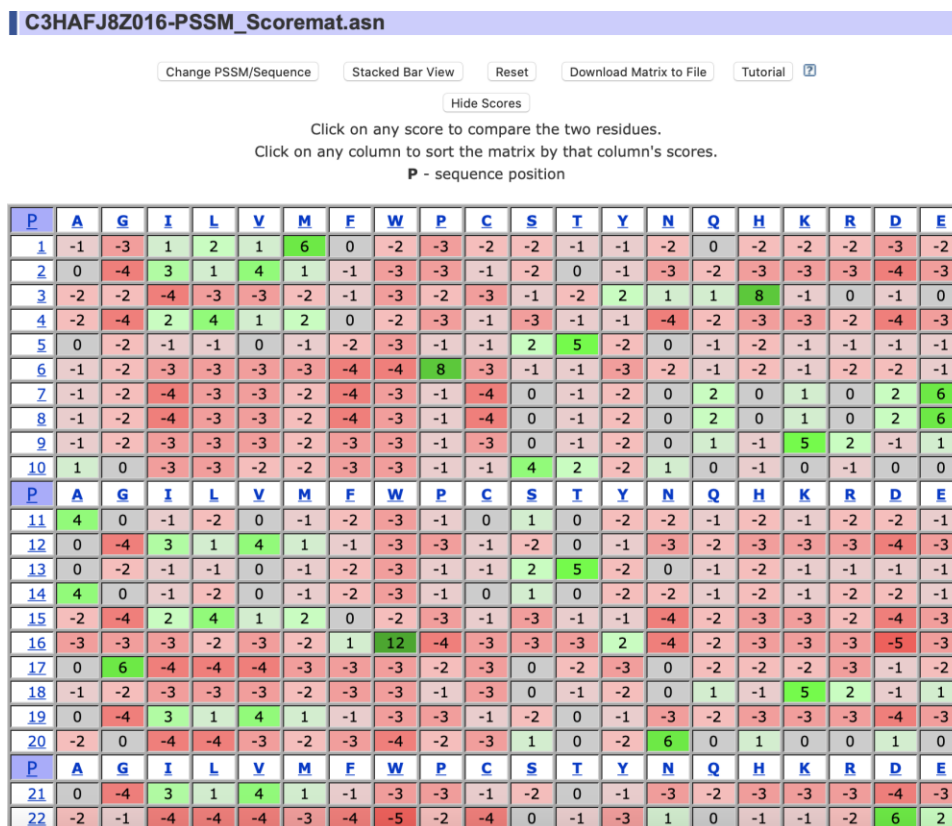 C3HAFJ8Z016-PSSM_Scoremat.asn
Change PSSM/Sequence Stacked Bar View Reset Download Matrix to File Tutorial ?
Hide Scores
Click on any score to compare the two residues.
Click on any column to sort the matrix by that column's scores.
P - sequence position
P A G I L V M F W P C S T Y N Q H K R D E
1 -1 -3 1 2 1 6 0 -2 -3 -2 -2 -1 -1 -2 0 -2 -2 -2 -3 -2
2 0 -4 3 1 4 1 -1 -3 -3 -1 -2 0 -1 -3 -2 -3 -3 -3 -4 -3
3 -2 -2 -4 -3 -3 -2 -1 -3 -2 -3 -1 -2 2 1 1 8 -1 0 -1 0
4 -2 -4 2 4 1 2 0 -2 -3 -1 -3 -1 -1 -4 -2 -3 -3 -2 -4 -3
5 0 -2 -1 -1 0 -1 -2 -3 -1 -1 2 5 -2 0 -1 -2 -1 -1 -1 -1
6 -1 -2 -3 -3 -3 -3 -4 -4 8 -3 -1 -1 -3 -2 -1 -2 -1 -2 -2 -1
7 -1 -2 -4 -3 -3 -2 -4 -3 -1 -4 0 -1 -2 0 2 0 1 0 2 6
8 -1 -2 -4 -3 -3 -2 -4 -3 -1 -4 0 -1 -2 0 2 0 1 0 2 6
9 -1 -2 -3 -3 -3 -2 -3 -3 -1 -3 0 -1 -2 0 1 -1 5 2 -1 1
10 1 0 -3 -3 -2 -2 -3 -3 -1 -1 4 2 -2 1 0 -1 0 -1 0 0
P A G I L V M F W P C S T Y N Q H K R D E
11 4 0 -1 -2 0 -1 -2 -3 -1 0 1 0 -2 -2 -1 -2 -1 -2 -2 -1
12 0 -4 3 1 4 1 -1 -3 -3 -1 -2 0 -1 -3 -2 -3 -3 -3 -4 -3
13 0 -2 -1 -1 0 -1 -2 -3 -1 -1 2 5 -2 0 -1 -2 -1 -1 -1 -1
14 4 0 -1 -2 0 -1 -2 -3 -1 0 1 0 -2 -2 -1 -2 -1 -2 -2 -1
15 -2 -4 2 4 1 2 0 -2 -3 -1 -3 -1 -1 -4 -2 -3 -3 -2 -4 -3
16 -3 -3 -3 -2 -3 -2 1 12 -4 -3 -3 -3 2 -4 -2 -3 -3 -3 -5 -3
17 0 6 -4 -4 -4 -3 -3 -3 -2 -3 0 -2 -3 0 -2 -2 -2 -3 -1 -2
18 -1 -2 -3 -3 -3 -2 -3 -3 -1 -3 0 -1 -2 0 1 -1 5 2 -1 1
19 0 -4 3 1 4 1 -1 -3 -3 -1 -2 0 -1 -3 -2 -3 -3 -3 -4 -3
20 -2 0 -4 -4 -3 -2 -3 -4 -2 -3 1 0 -2 6 0 1 0 0 1 0
P A G I L V M F W P C S T Y N Q H K R D E
21 0 -4 3 1 4 1 -1 -3 -3 -1 -2 0 -1 -3 -2 -3 -3 -3 -4 -3
22 -2 -1 -4 -4 -4 -3 -4 -5 -2 -4 0 -1 -3 1 0 -1 -1 -2 6 2